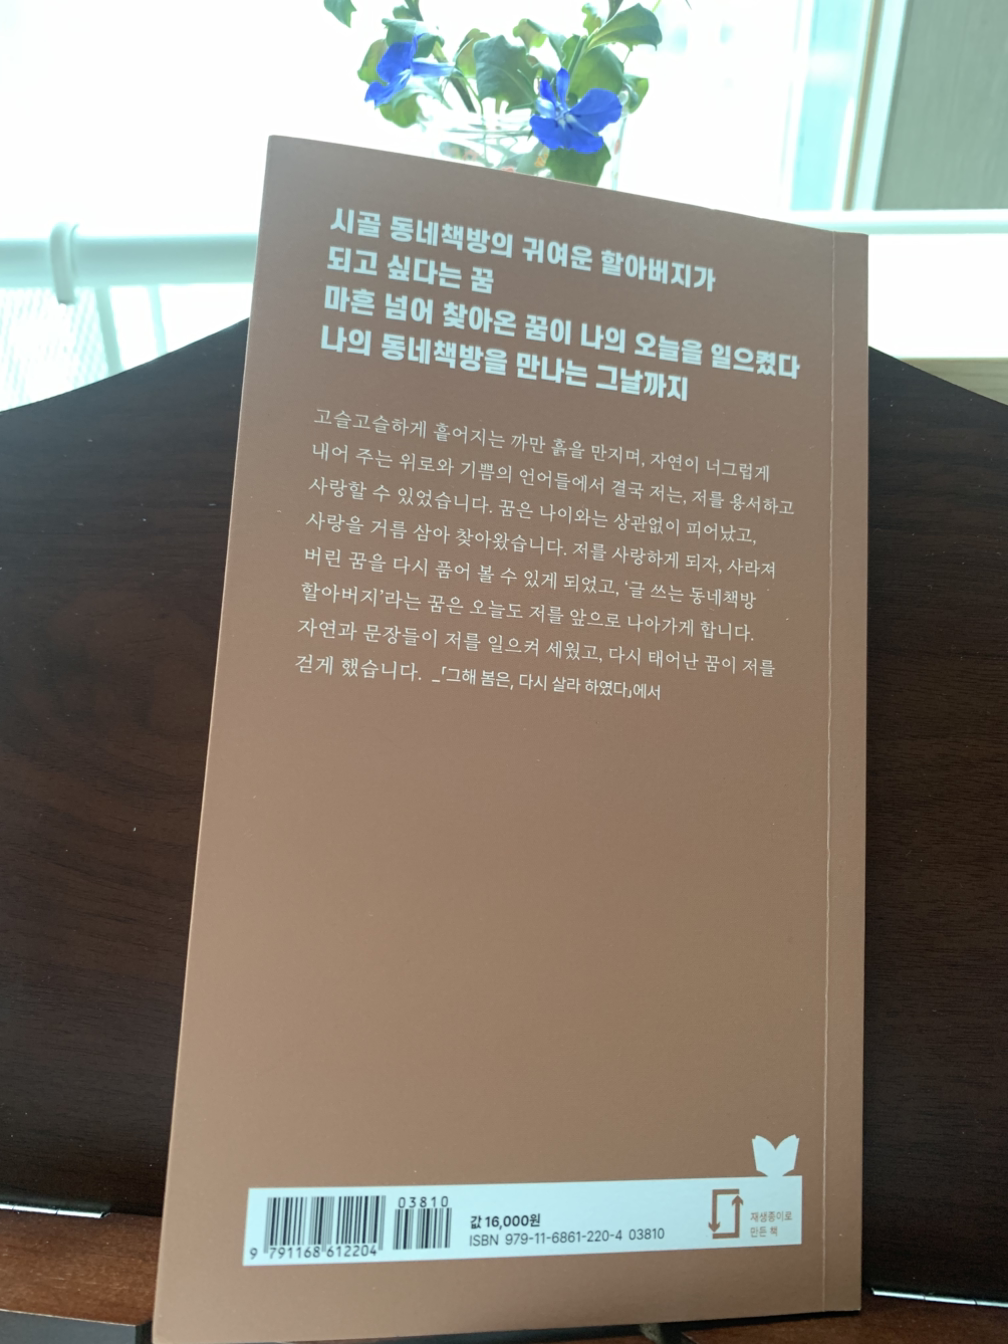 시골 동네책방의 귀여운 할아버지가
되고 싶다는 꿈
마흔 넘어 찾아온 꿈이 나의 오늘을 일으켰다
나의 동네책방을 만나는 그날까지
고슬고슬하게 흩어지는 까만 흙을 만지며, 자연이 너그럽게
내어 주는 위로와 기쁨의 언어들에서 결국 저는, 저를 용서하고
사랑할 수 있었습니다. 꿈은 나이와는 상관없이 피어났고,
사랑을 거름 삼아 찾아왔습니다. 저를 사랑하게 되자, 사라져
버린 꿈을 다시 품어 볼 수 있게 되었고, ‘글 쓰는 동네책방
할아버지’라는 꿈은 오늘도 저를 앞으로 나아가게 합니다.
자연과 문장들이 저를 일으켜 세웠고, 다시 태어난 꿈이 저를
걷게 했습니다. _「그해 봄은, 다시 살라 하였다」에서
03810
9 791168 612204
값 16,000원
ISBN 979-11-6861-220-4 03810
재생종이로
만든 책